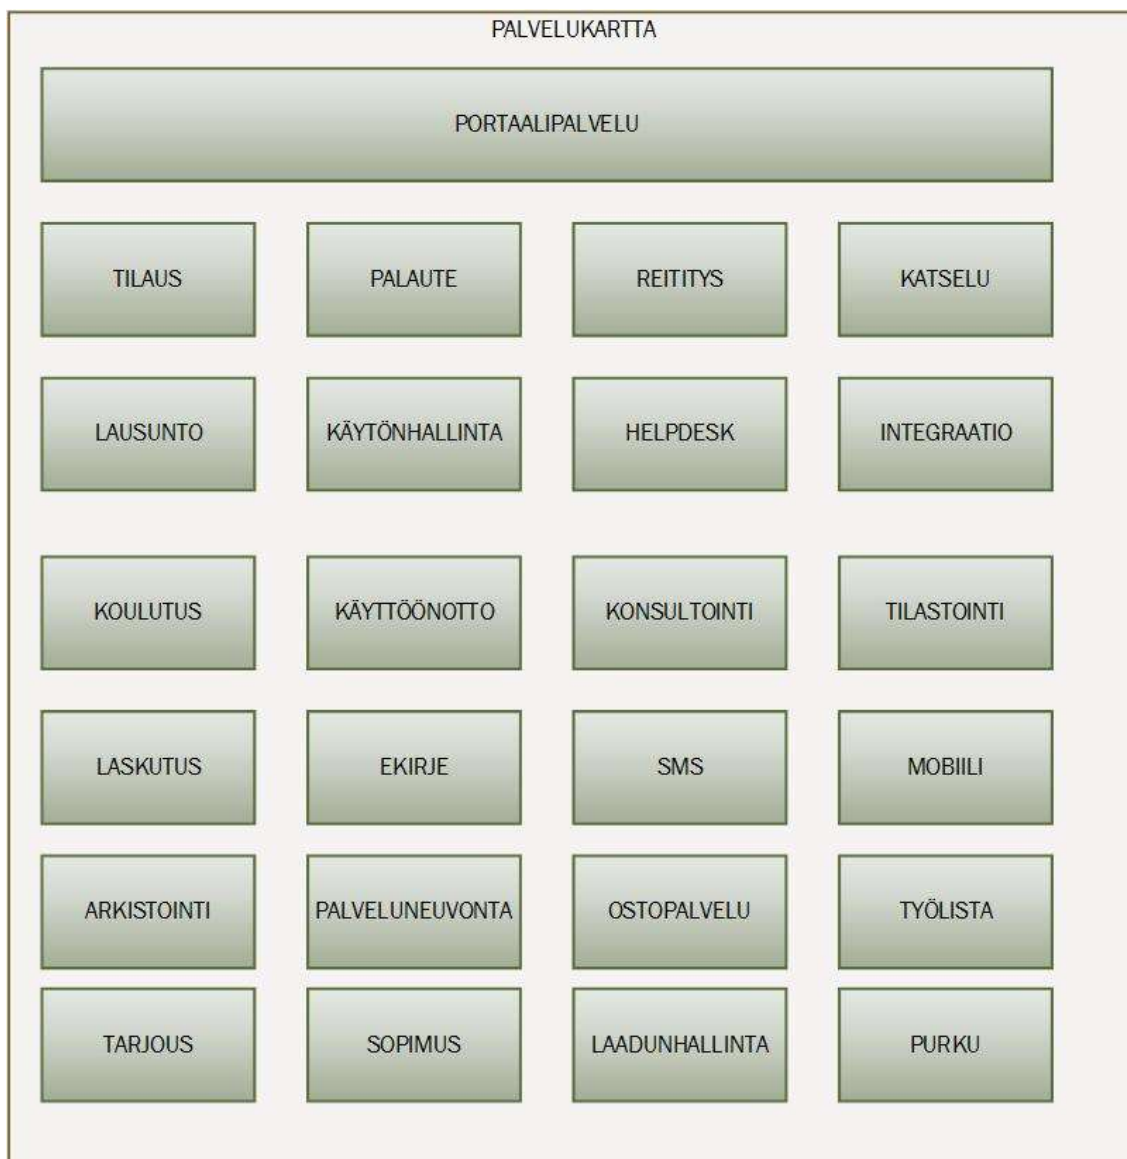 PALVELUKARTTA
PORTAALIPALVELU
TILAUS PALAUTE REITITYS KATSELU
LAUSUNTO KÄYTÖNHALLINTA HELPDESK INTEGRAATIO
KOULUTUS KÄYTTÖÖNOTTO KONSULTOINTI TILASTOINTI
LASKUTUS EKIRJE SMS MOBIILI
ARKISTOINTI PALVELUNEUVONTA OSTOPALVELU TYÖLISTA
TARJOUS SOPIMUS LAADUNHALLINTA PURKU